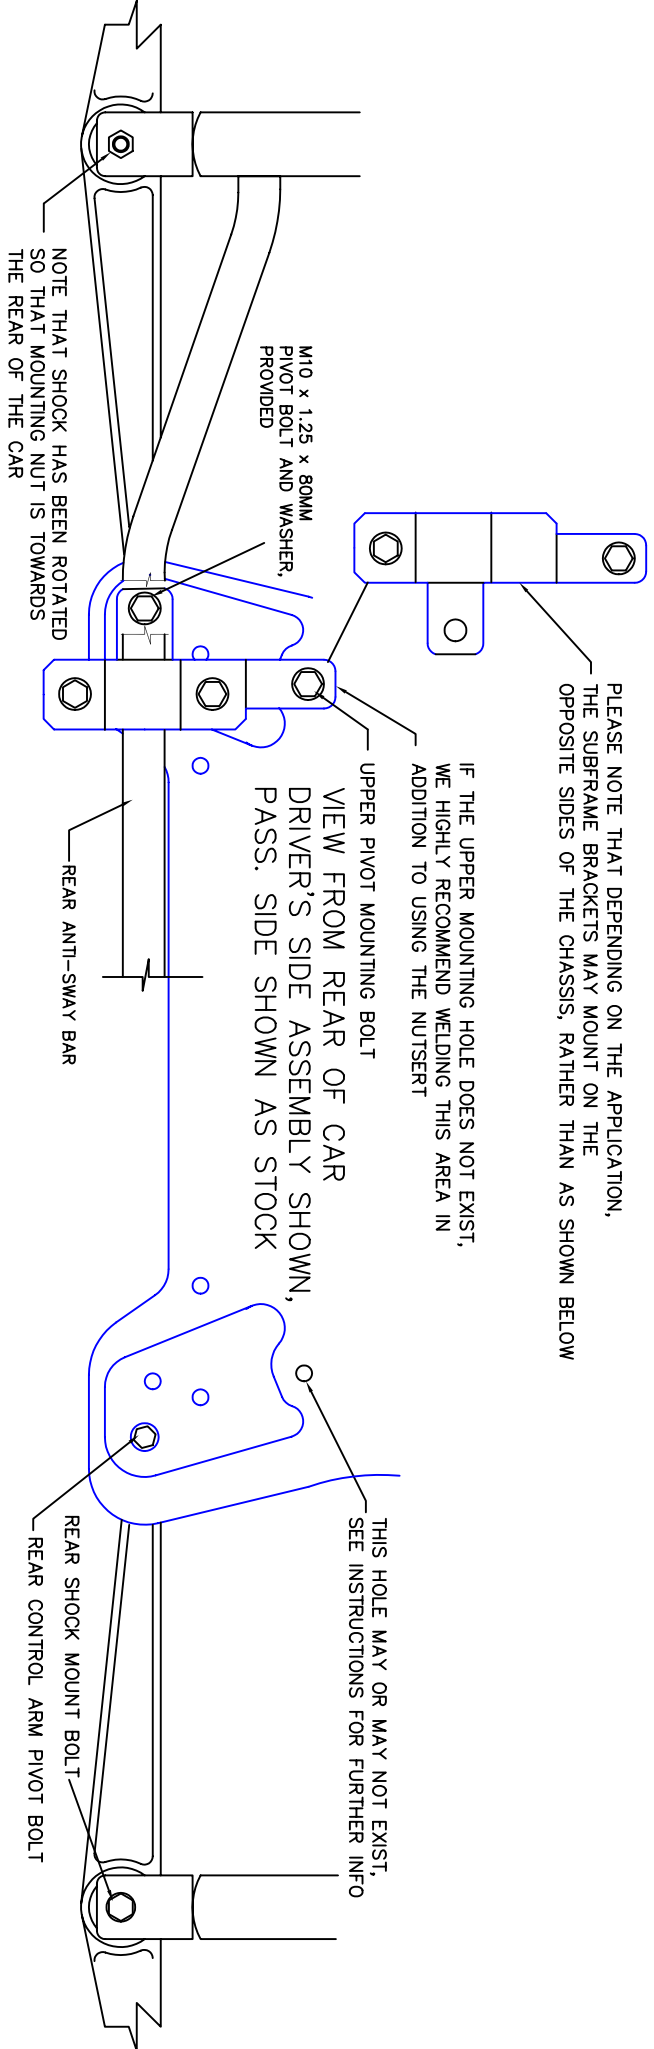 PLEASE NOTE THAT DEPENDING ON THE APPLICATION,
THE SUBFRAME BRACKETS MAY MOUNT ON THE
OPPOSITE SIDES OF THE CHASSIS, RATHER THAN AS SHOWN BELOW
IF THE UPPER MOUNTING HOLE DOES NOT EXIST,
WE HIGHLY RECOMMEND WELDING THIS AREA IN
ADDITION TO USING THE NUTSERT
UPPER PIVOT MOUNTING BOLT
THIS HOLE MAY OR MAY NOT EXIST,
SEE INSTRUCTIONS FOR FURTHER INFO
M10 x 1.25 x 80MM
PIVOT BOLT AND WASHER,
PROVIDED
VIEW FROM REAR OF CAR
DRIVER'S SIDE ASSEMBLY SHOWN,
PASS. SIDE SHOWN AS STOCK
NOTE THAT SHOCK HAS BEEN ROTATED
SO THAT MOUNTING NUT IS TOWARDS
THE REAR OF THE CAR
REAR ANTI-SWAY BAR
REAR SHOCK MOUNT BOLT
REAR CONTROL ARM PIVOT BOLT